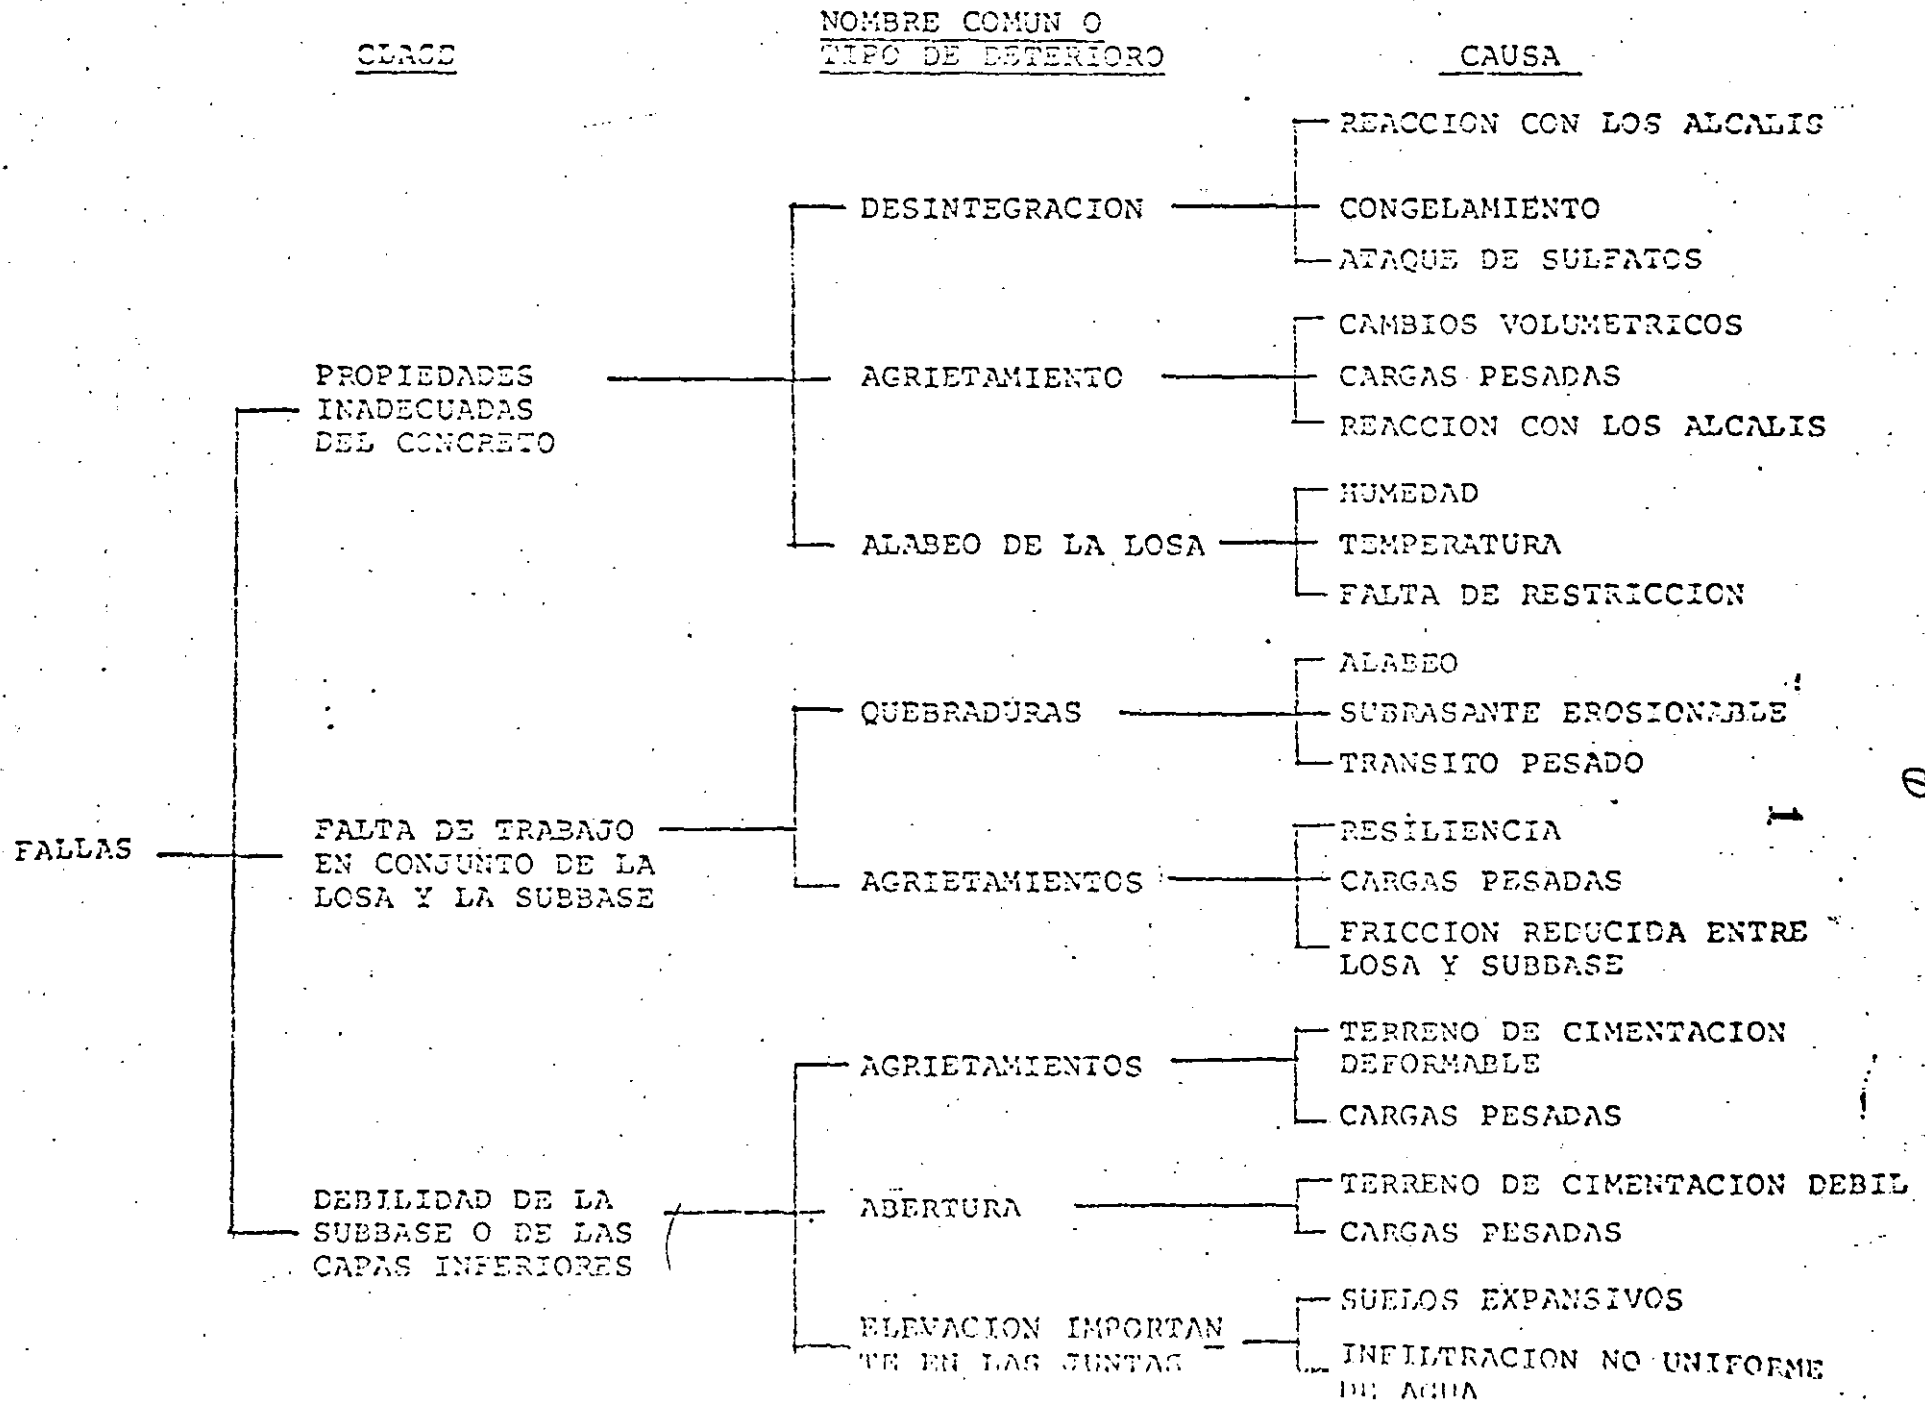 NOMBRE COMUN O
CLASE TIPO DE DETERIORO CAUSA
REACCION CON LOS ALCALIS
DESINTEGRACION CONGELAMIENTO
ATAQUE DE SULFATOS
CAMBIOS VOLUMETRICOS
PROPIEDADES
INADECUADAS
DEL CONCRETO
AGRIETAMIENTO CARGAS PESADAS
REACCION CON LOS ALCALIS
HUMEDAD
ALABEO DE LA LOSA TEMPERATURA
FALTA DE RESTRICCION
ALABEO
QUEBRADURAS SUBRASANTE EROSIONABLE
TRANSITO PESADO
FALLAS
FALTA DE TRABAJO
EN CONJUNTO DE LA
LOSA Y LA SUBBASE
RESILIENCIA
AGRIETAMIENTOS CARGAS PESADAS
FRICCION REDUCIDA ENTRE
LOSA Y SUBBASE
TERRENO DE CIMENTACION
AGRIETAMIENTOS DEFORMABLE
CARGAS PESADAS
DEBILIDAD DE LA
SUBBASE O DE LAS
CAPAS INFERIORES
TERRENO DE CIMENTACION DEBIL
ABERTURA
CARGAS PESADAS
SUELOS EXPANSIVOS
ELEVACION IMPORTAN
TE EN LAS JUNTAS
INFILTRACION NO UNIFORME
DE AGUA